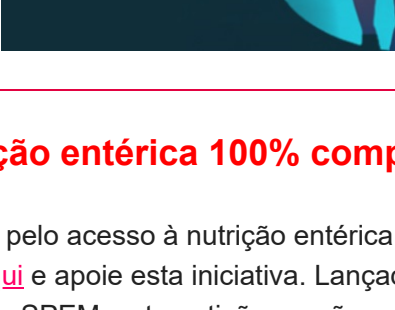 ção entérica 100% comp
pelo acesso à nutrição entérica
ui e apoie esta iniciativa. Lançad